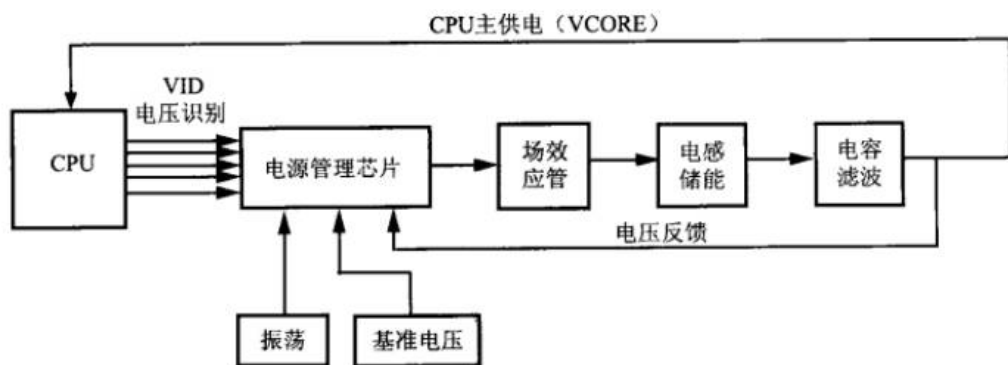 CPU主供电（VCORE）
VID
电压识别
CPU
电源管理芯片
场效
应管
电感
储能
电容
滤波
电压反馈
振荡
基准电压